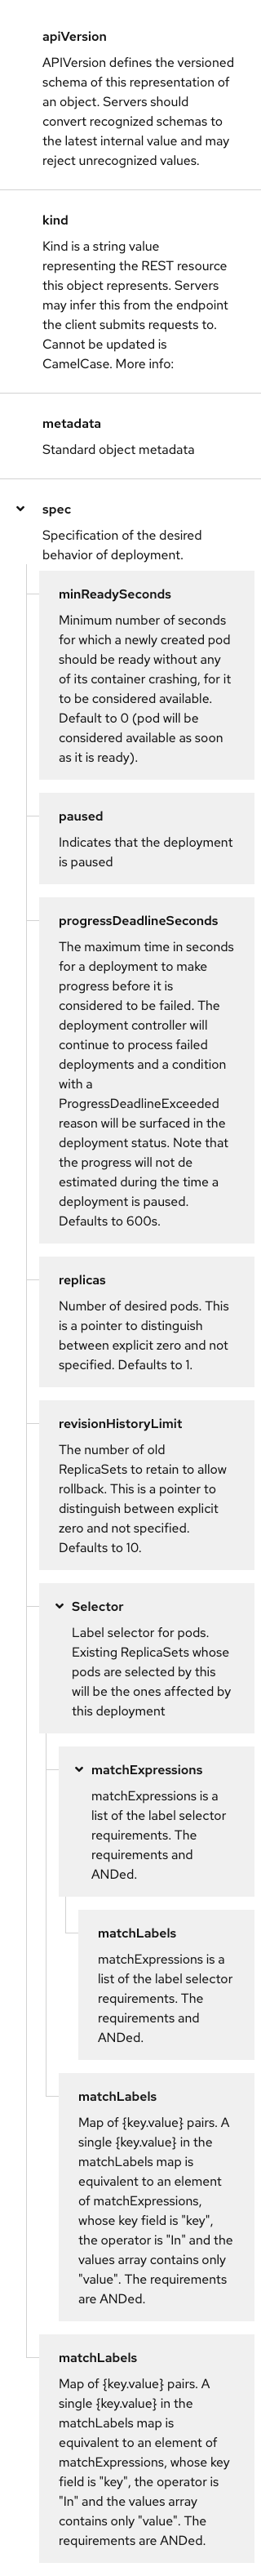 apiVersion
APIVersion defines the versioned
schema of this representation of
an object. Servers should
convert recognized schemas to
the latest internal value and may
reject unrecognized values.
kind
Kind is a string value
representing the REST resource
this object represents. Servers
may infer this from the endpoint
the client submits requests to.
Cannot be updated is
CamelCase. More info:
metadata
Standard object metadata
spec
Specification of the desired
behavior of deployment.
minReadySeconds
Minimum number of seconds
for which a newly created pod
should be ready without any
of its container crashing, for it
to be considered available.
Default to 0 (pod will be
considered available as soon
as it is ready).
paused
Indicates that the deployment
is paused
progressDeadlineSeconds
The maximum time in seconds
for a deployment to make
progress before it is
considered to be failed. The
deployment controller will
continue to process failed
deployments and a condition
with a
ProgressDeadlineExceeded
reason will be surfaced in the
deployment status. Note that
the progress will not de
estimated during the time a
deployment is paused.
Defaults to 600s.
replicas
Number of desired pods. This
is a pointer to distinguish
between explicit zero and not
specified. Defaults to 1.
revisionHistoryLimit
The number of old
ReplicaSets to retain to allow
rollback. This is a pointer to
distinguish between explicit
zero and not specified.
Defaults to 10.
Selector
Label selector for pods.
Existing ReplicaSets whose
pods are selected by this
will be the ones affected by
this deployment
matchExpressions
matchExpressions is a
list of the label selector
requirements. The
requirements and
ANDed.
matchLabels
matchExpressions is a
list of the label selector
requirements. The
requirements and
ANDed.
matchLabels
Map of {key.value} pairs. A
single {key.value} in the
matchLabels map is
equivalent to an element
of matchExpressions,
whose key field is "key",
the operator is "In" and the
values array contains only
"value". The requirements
are ANDed.
matchLabels
Map of {key.value} pairs. A
single {key.value} in the
matchLabels map is
equivalent to an element of
matchExpressions, whose key
field is "key", the operator is
"In" and the values array
contains only "value". The
requirements are ANDed.